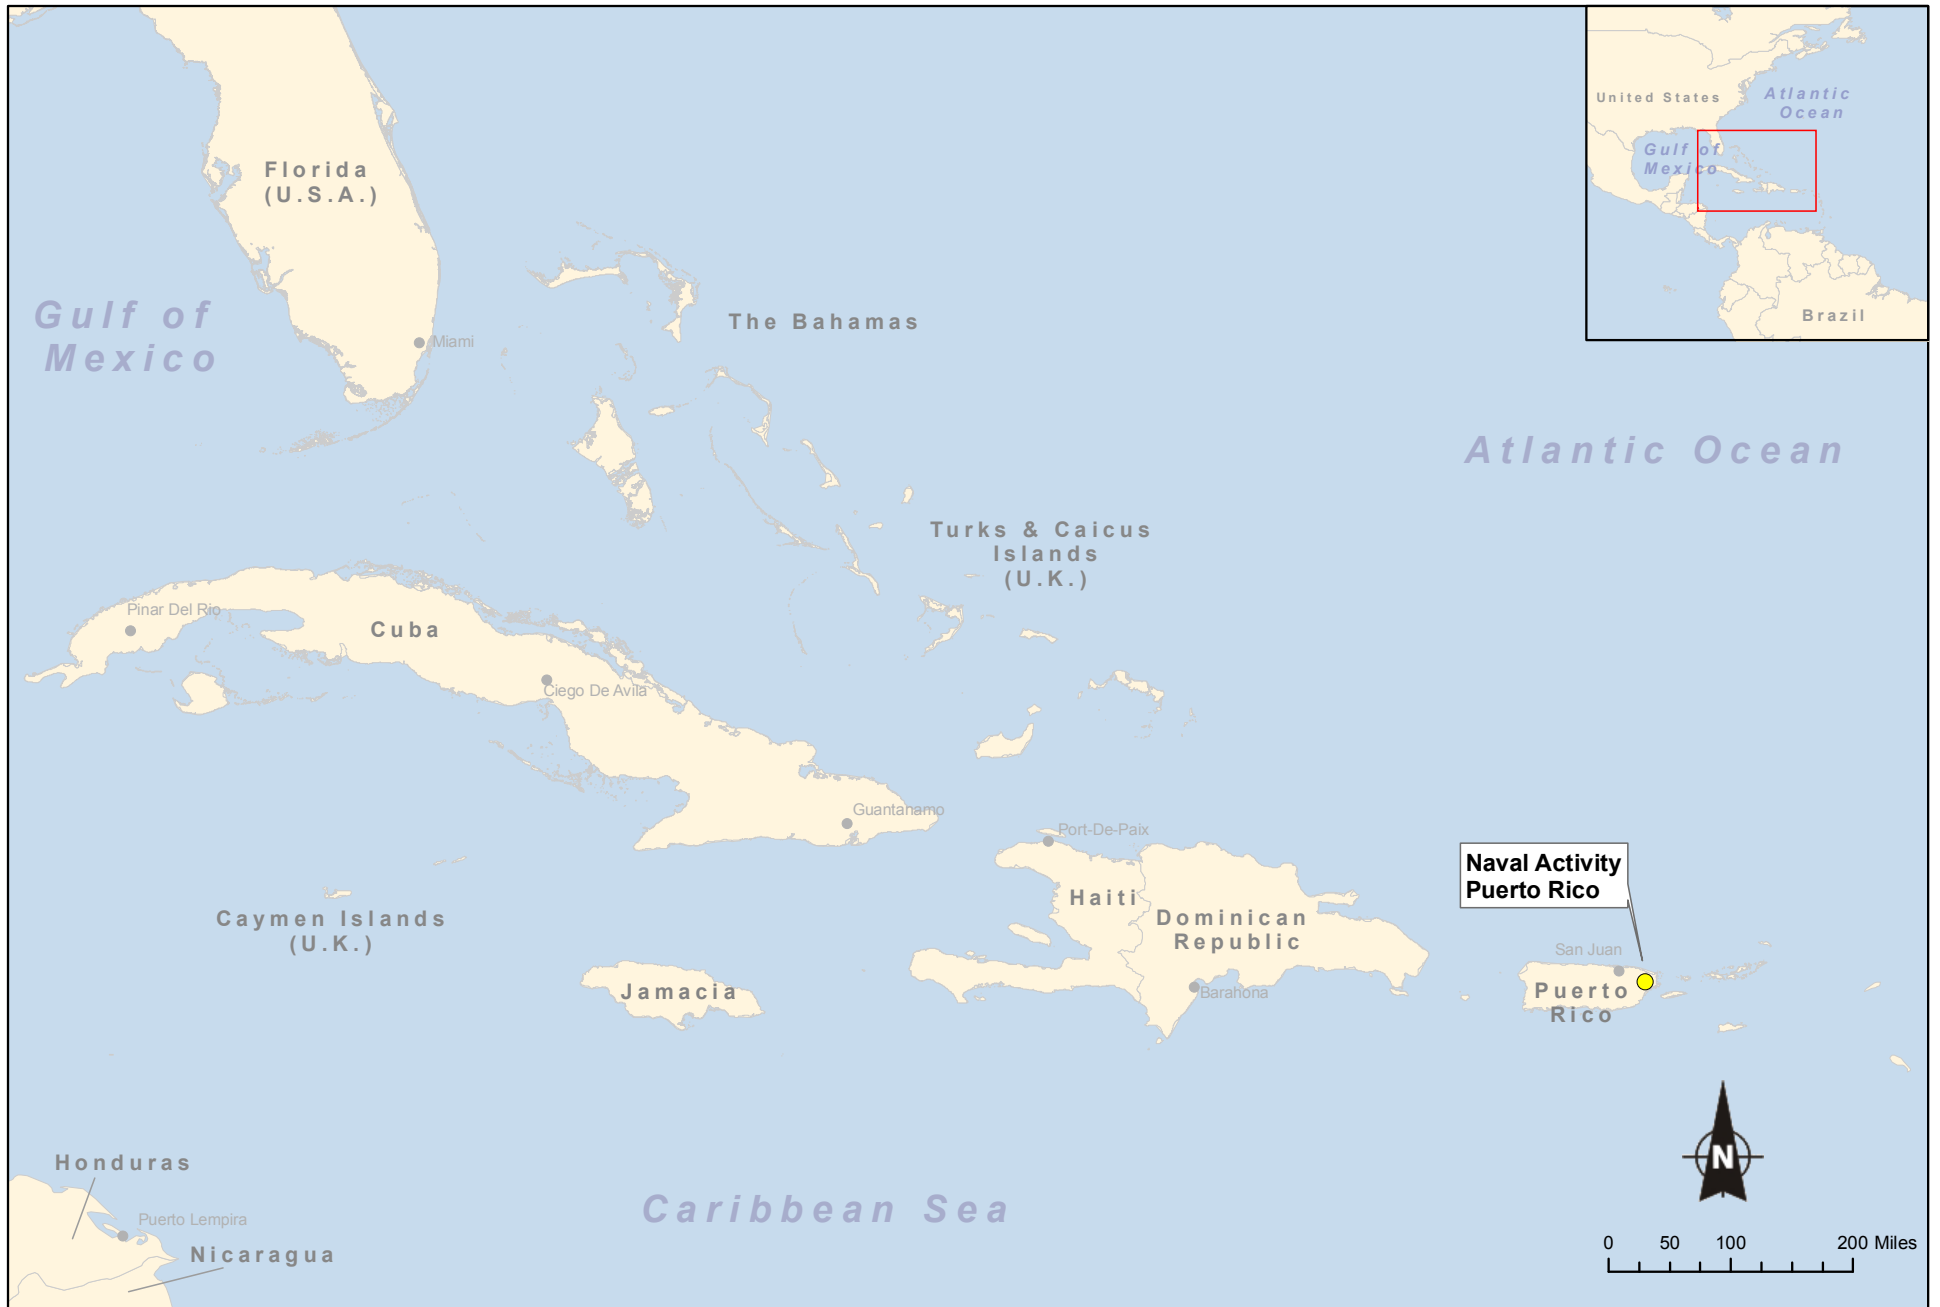 United States
Atlantic
Ocean
Gulf of
Mexico
Brazil
Florida
(U.S.A.)
Gulf of
Mexico
Miami
The Bahamas
Atlantic Ocean
Turks & Caicus
Islands
(U.K.)
Pinar Del Rio
Cuba
Ciego De Avila
Guantanamo
Port-De-Paix
Naval Activity
Puerto Rico
Haiti
Dominican
Republic
Caymen Islands
(U.K.)
San Juan
Jamacia
Barahona
Puerto
Rico
Honduras
Puerto Lempira
Nicaragua
Caribbean Sea
N
0 50 100 200 Miles